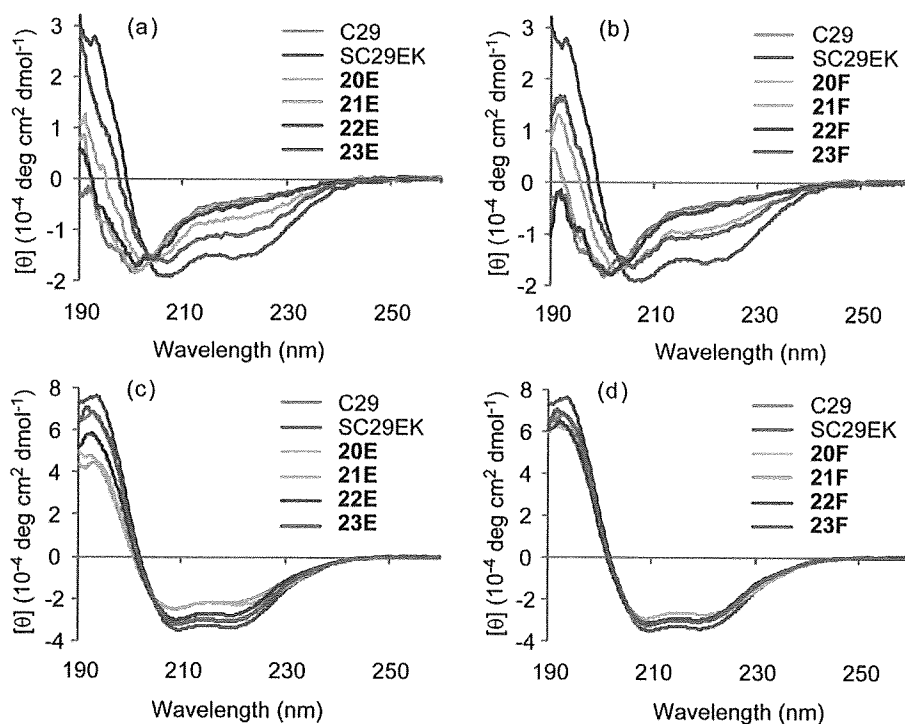 (a)
[θ] (10⁻⁴ deg cm² dmol⁻¹)
3
2
1
0
-1
-2
190 210 230 250
Wavelength (nm)
C29
SC29EK
20E
21E
22E
23E
(b)
[θ] (10⁻⁴ deg cm² dmol⁻¹)
3
2
1
0
-1
-2
190 210 230 250
Wavelength (nm)
C29
SC29EK
20F
21F
22F
23F
(c)
[θ] (10⁻⁴ deg cm² dmol⁻¹)
8
6
4
2
0
-2
-4
190 210 230 250
Wavelength (nm)
C29
SC29EK
20E
21E
22E
23E
(d)
[θ] (10⁻⁴ deg cm² dmol⁻¹)
8
6
4
2
0
-2
-4
190 210 230 250
Wavelength (nm)
C29
SC29EK
20F
21F
22F
23F